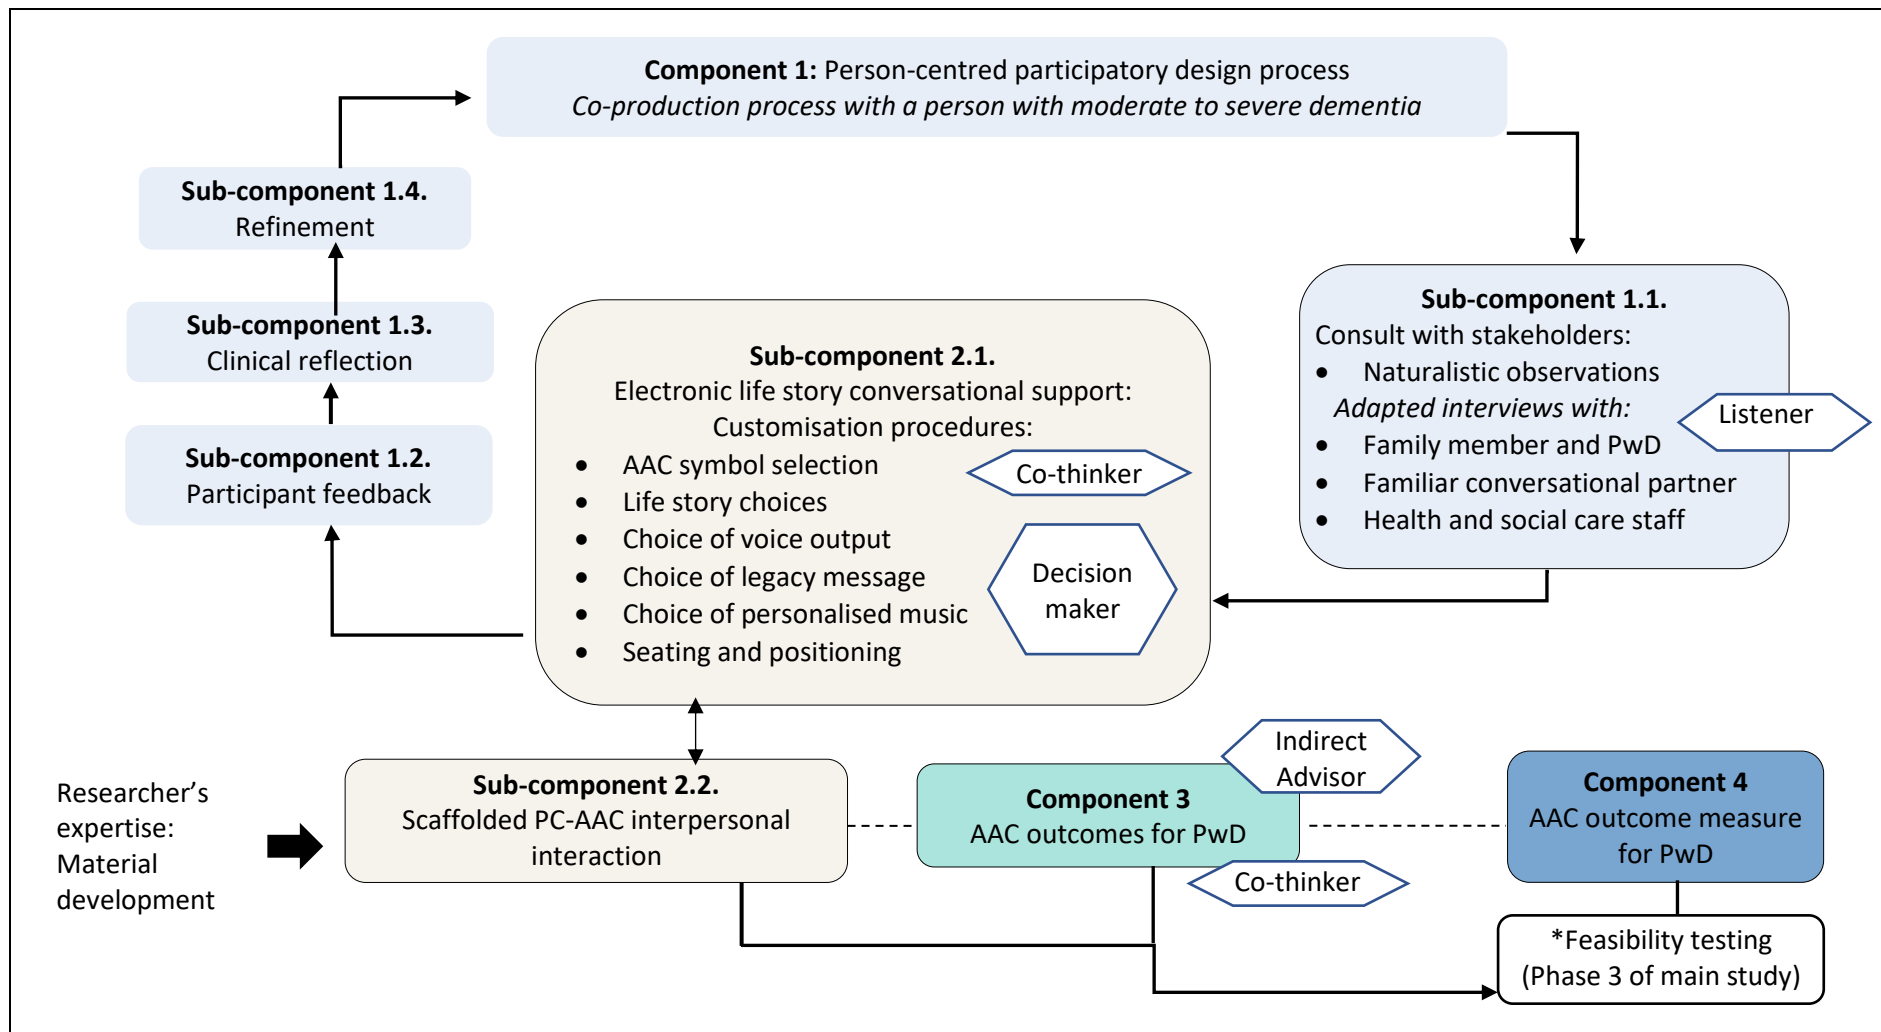 Component 1: Person-centred participatory design process
Co-production process with a person with moderate to severe dementia
Sub-component 1.4.
Refinement
Sub-component 1.3.
Clinical reflection
Sub-component 1.2.
Participant feedback
Sub-component 2.1.
Electronic life story conversational support:
Customisation procedures:
• AAC symbol selection
• Life story choices
• Choice of voice output
• Choice of legacy message
• Choice of personalised music
• Seating and positioning
Co-thinker
Decision
maker
Sub-component 1.1.
Consult with stakeholders:
• Naturalistic observations
Adapted interviews with:
• Family member and PwD
• Familiar conversational partner
• Health and social care staff
Listener
Researcher's
expertise:
Material
development
Sub-component 2.2.
Scaffolded PC-AAC interpersonal
interaction
Component 3
AAC outcomes for PwD
Indirect
Advisor
Co-thinker
Component 4
AAC outcome measure
for PwD
*Feasibility testing
(Phase 3 of main study)